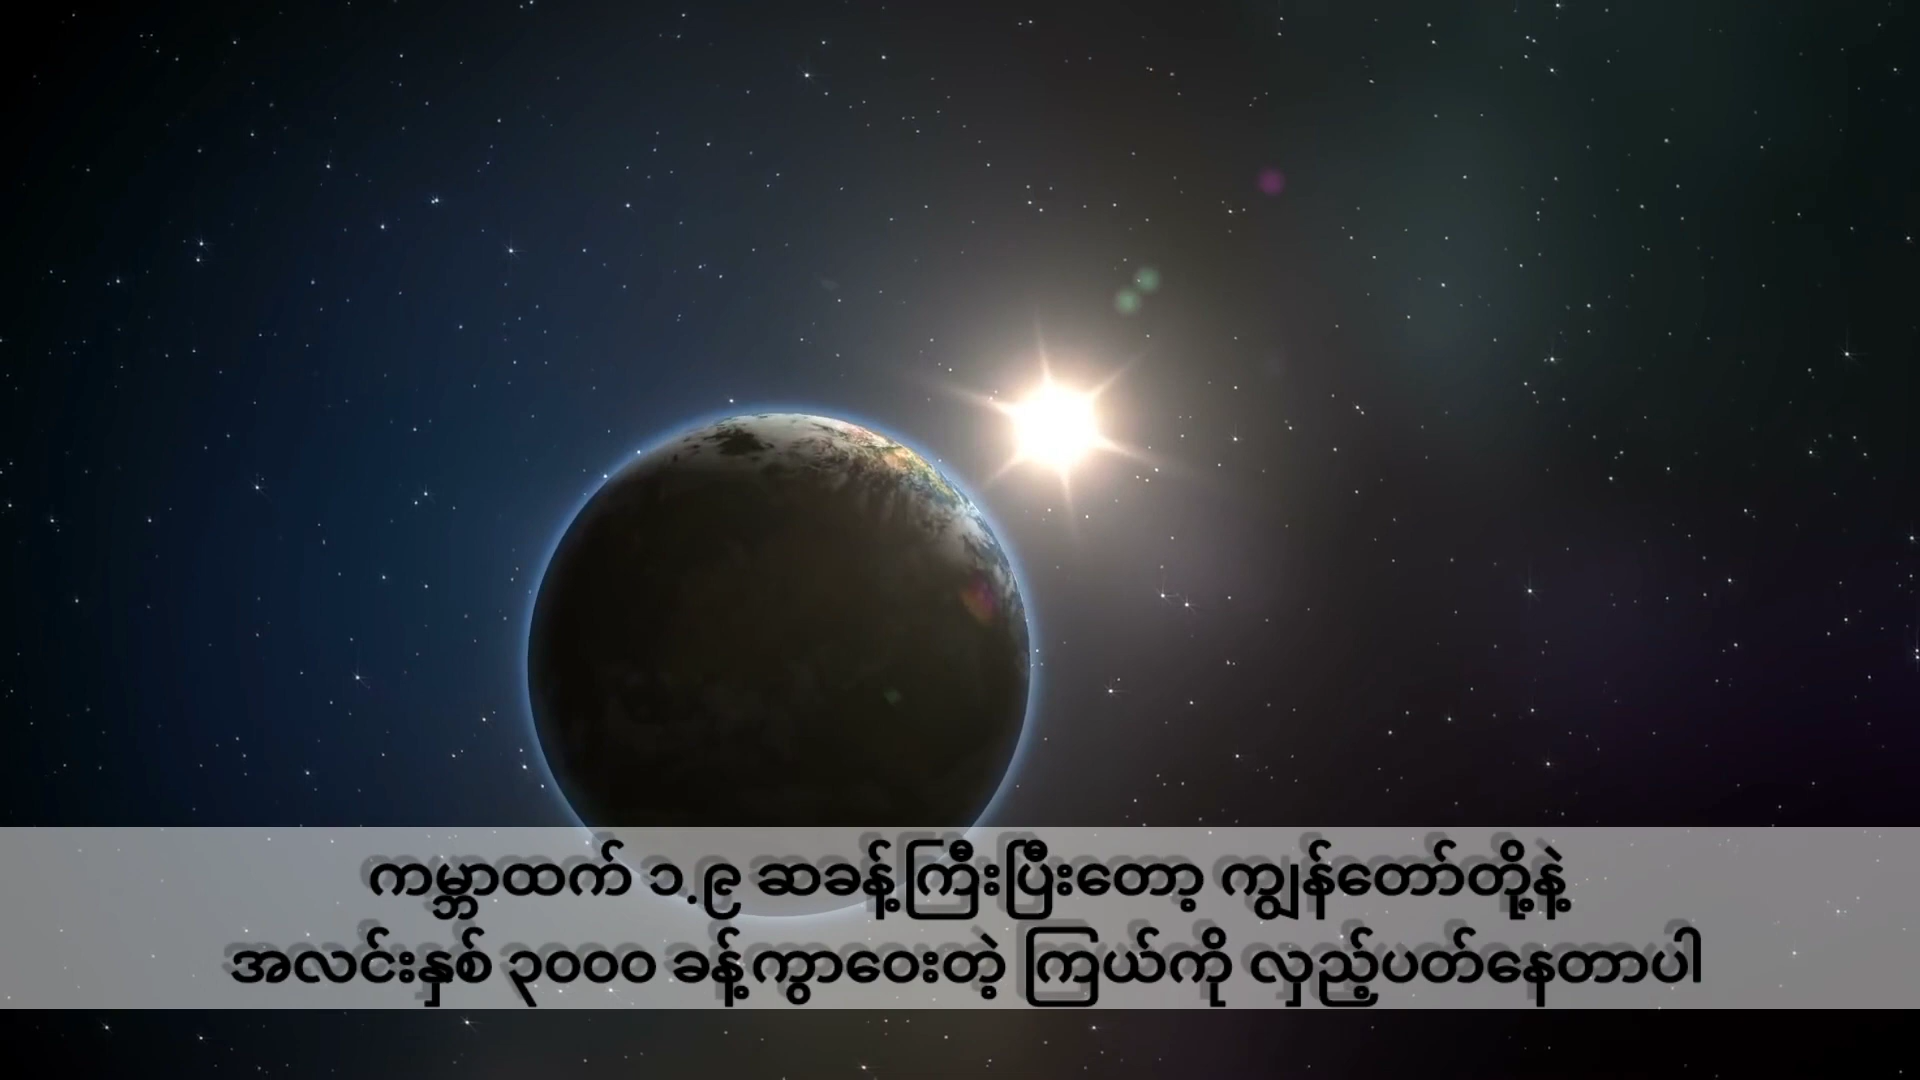 ကမ္ဘာထက် ၁.၉ ဆခန့်ကြီးပြီးတော့ ကျွန်တော်တို့နဲ့
အလင်းနှစ် ၃၀၀၀ ခန့်ကွာဝေးတဲ့ ကြယ်ကို လှည့်ပတ်နေတာပါ